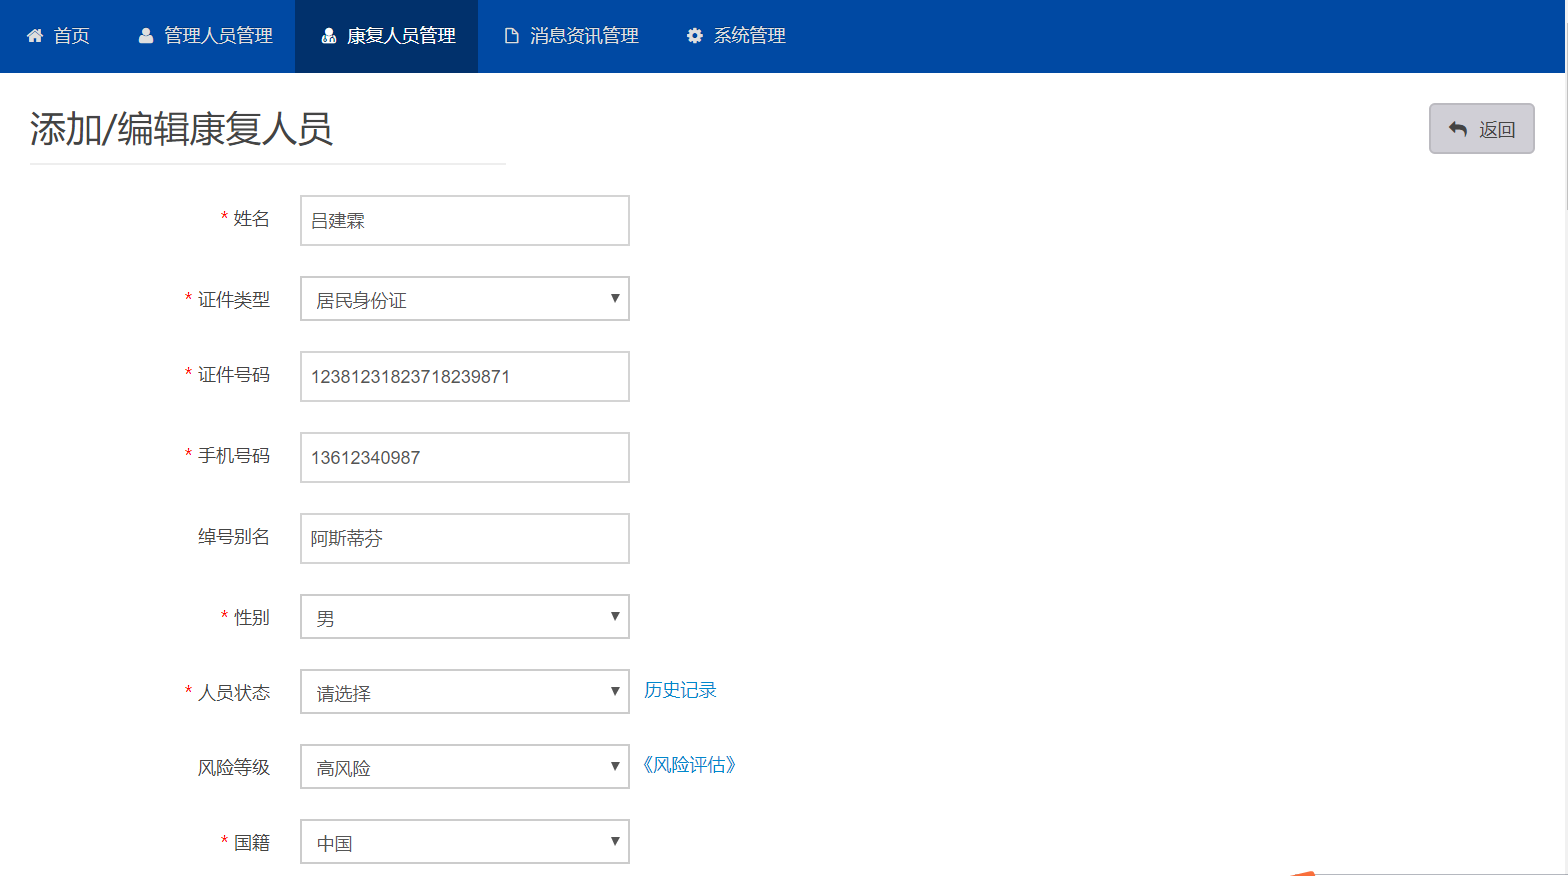 首页 管理人员管理 康复人员管理 消息资讯管理 系统管理
添加/编辑康复人员 返回
* 姓名 吕建霖
* 证件类型 居民身份证
* 证件号码 12381231823718239871
* 手机号码 13612340987
绰号别名 阿斯蒂芬
* 性别 男
* 人员状态 请选择 历史记录
风险等级 高风险 《风险评估》
* 国籍 中国